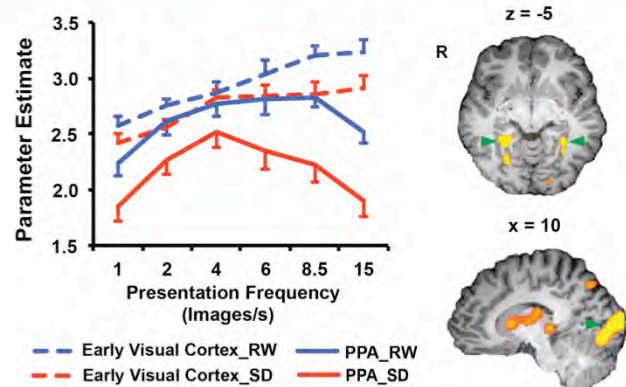 3.5
3.0
2.5
2.0
1.5
Parameter Estimate
1 2 4 6 8.5 15
Presentation Frequency
(Images/s)
Early Visual Cortex_RW
PPA_RW
Early Visual Cortex_SD
PPA_SD
z = -5
R
x = 10